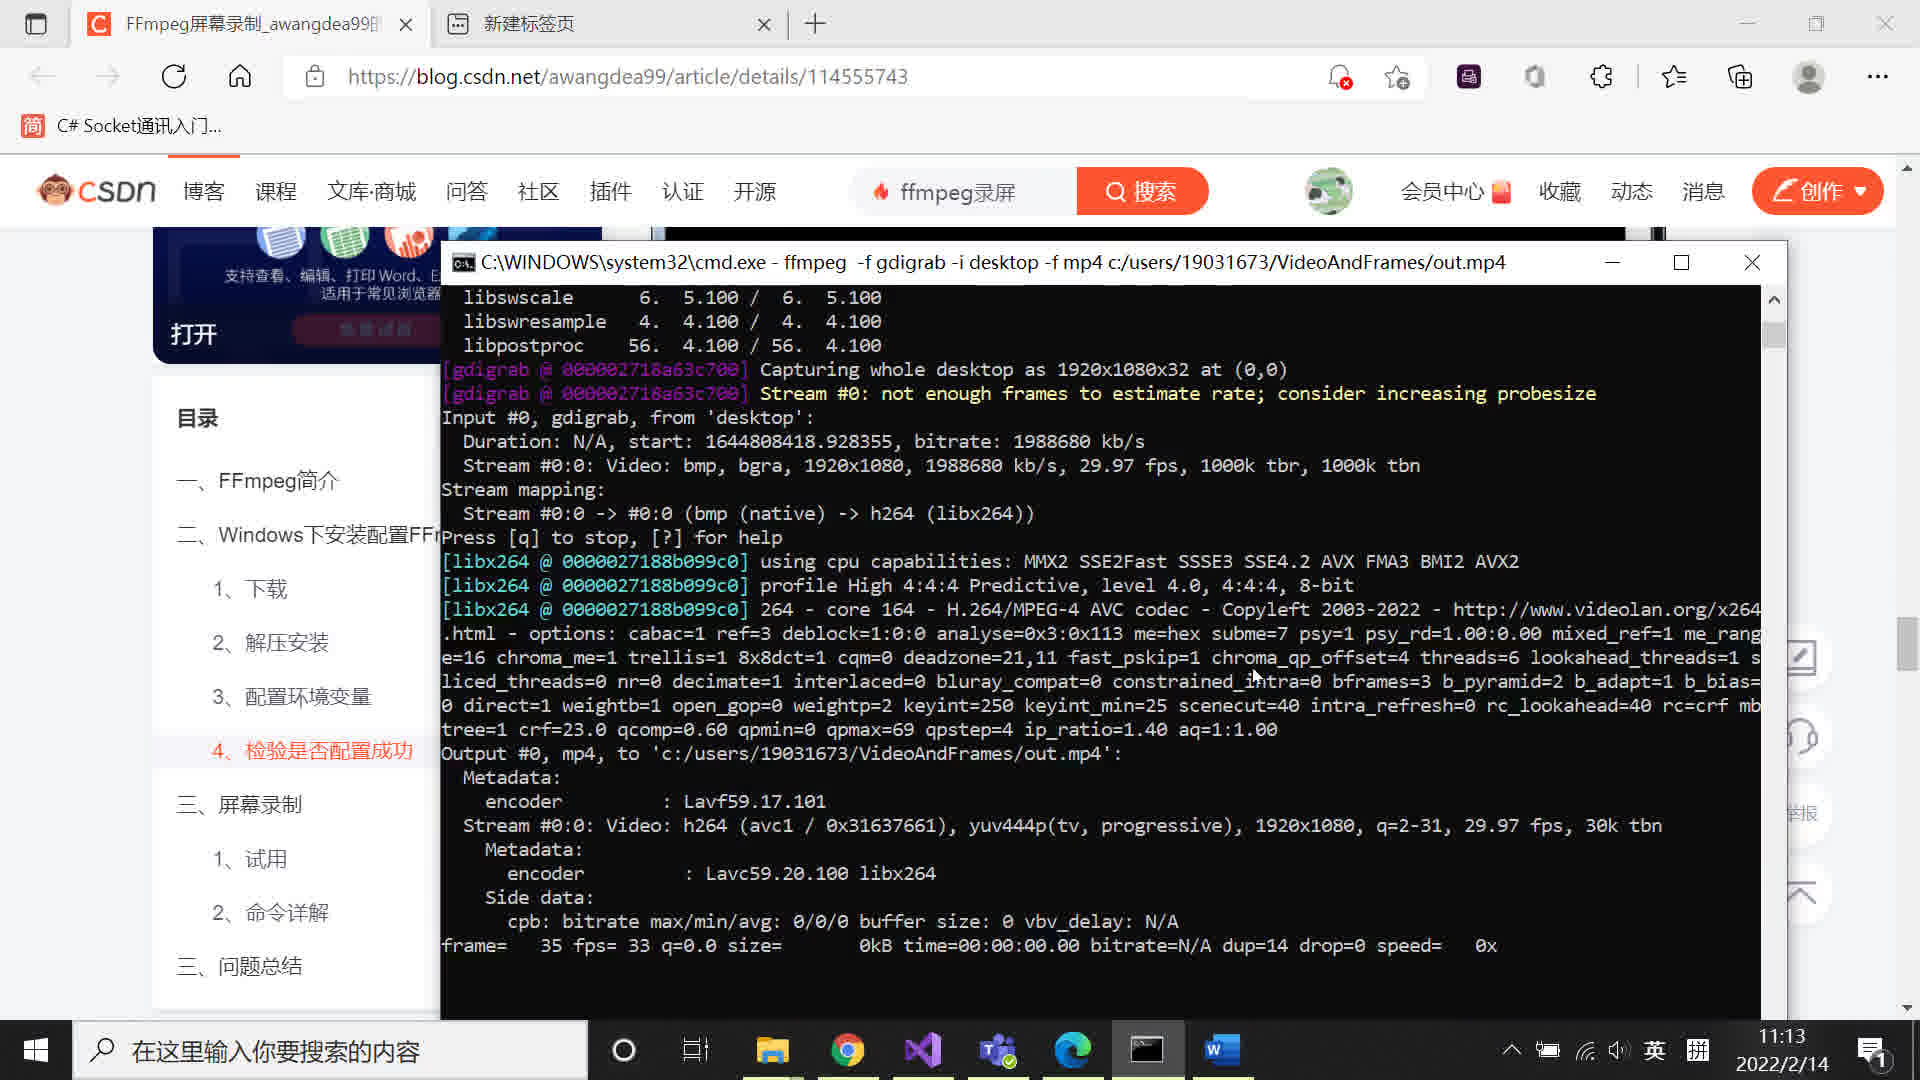 FFmpeg屏幕录制_awangdea99的
新建标签页
https://blog.csdn.net/awangdea99/article/details/114555743
简 C# Socket通讯入门...
CSDN 博客 课程 文库·商城 问答 社区 插件 认证 开源 ffmpeg录屏 搜索 会员中心 收藏 动态 消息 创作
支持查看、编辑、打印 Word、Ex
适用于常见浏览器
打开
目录
一、FFmpeg简介
二、Windows下安装配置FFm
1、下载
2、解压安装
3、配置环境变量
4、检验是否配置成功
三、屏幕录制
1、试用
2、命令详解
三、问题总结
C:\WINDOWS\system32\cmd.exe - ffmpeg  -f gdigrab -i desktop -f mp4 c:/users/19031673/VideoAndFrames/out.mp4
libswscale      6.  5.100 /  6.  5.100
libswresample   4.  4.100 /  4.  4.100
libpostproc    56.  4.100 / 56.  4.100
[gdigrab @ 000002718a63c700] Capturing whole desktop as 1920x1080x32 at (0,0)
[gdigrab @ 000002718a63c700] Stream #0: not enough frames to estimate rate; consider increasing probesize
Input #0, gdigrab, from 'desktop':
Duration: N/A, start: 1644808418.928355, bitrate: 1988680 kb/s
Stream #0:0: Video: bmp, bgra, 1920x1080, 1988680 kb/s, 29.97 fps, 1000k tbr, 1000k tbn
Stream mapping:
Stream #0:0 -> #0:0 (bmp (native) -> h264 (libx264))
Press [q] to stop, [?] for help
[libx264 @ 0000027188b099c0] using cpu capabilities: MMX2 SSE2Fast SSSE3 SSE4.2 AVX FMA3 BMI2 AVX2
[libx264 @ 0000027188b099c0] profile High 4:4:4 Predictive, level 4.0, 4:4:4, 8-bit
[libx264 @ 0000027188b099c0] 264 - core 164 - H.264/MPEG-4 AVC codec - Copyleft 2003-2022 - http://www.videolan.org/x264
.html - options: cabac=1 ref=3 deblock=1:0:0 analyse=0x3:0x113 me=hex subme=7 psy=1 psy_rd=1.00:0.00 mixed_ref=1 me_rang
e=16 chroma_me=1 trellis=1 8x8dct=1 cqm=0 deadzone=21,11 fast_pskip=1 chroma_qp_offset=4 threads=6 lookahead_threads=1 s
liced_threads=0 nr=0 decimate=1 interlaced=0 bluray_compat=0 constrained_intra=0 bframes=3 b_pyramid=2 b_adapt=1 b_bias=
0 direct=1 weightb=1 open_gop=0 weightp=2 keyint=250 keyint_min=25 scenecut=40 intra_refresh=0 rc_lookahead=40 rc=crf mb
tree=1 crf=23.0 qcomp=0.60 qpmin=0 qpmax=69 qpstep=4 ip_ratio=1.40 aq=1:1.00
Output #0, mp4, to 'c:/users/19031673/VideoAndFrames/out.mp4':
Metadata:
encoder         : Lavf59.17.101
Stream #0:0: Video: h264 (avc1 / 0x31637661), yuv444p(tv, progressive), 1920x1080, q=2-31, 29.97 fps, 30k tbn
Metadata:
encoder         : Lavc59.20.100 libx264
Side data:
cpb: bitrate max/min/avg: 0/0/0 buffer size: 0 vbv_delay: N/A
frame=   35 fps= 33 q=0.0 size=       0kB time=00:00:00.00 bitrate=N/A dup=14 drop=0 speed=   0x
举报
在这里输入你要搜索的内容
英 拼
11:13
2022/2/14
1